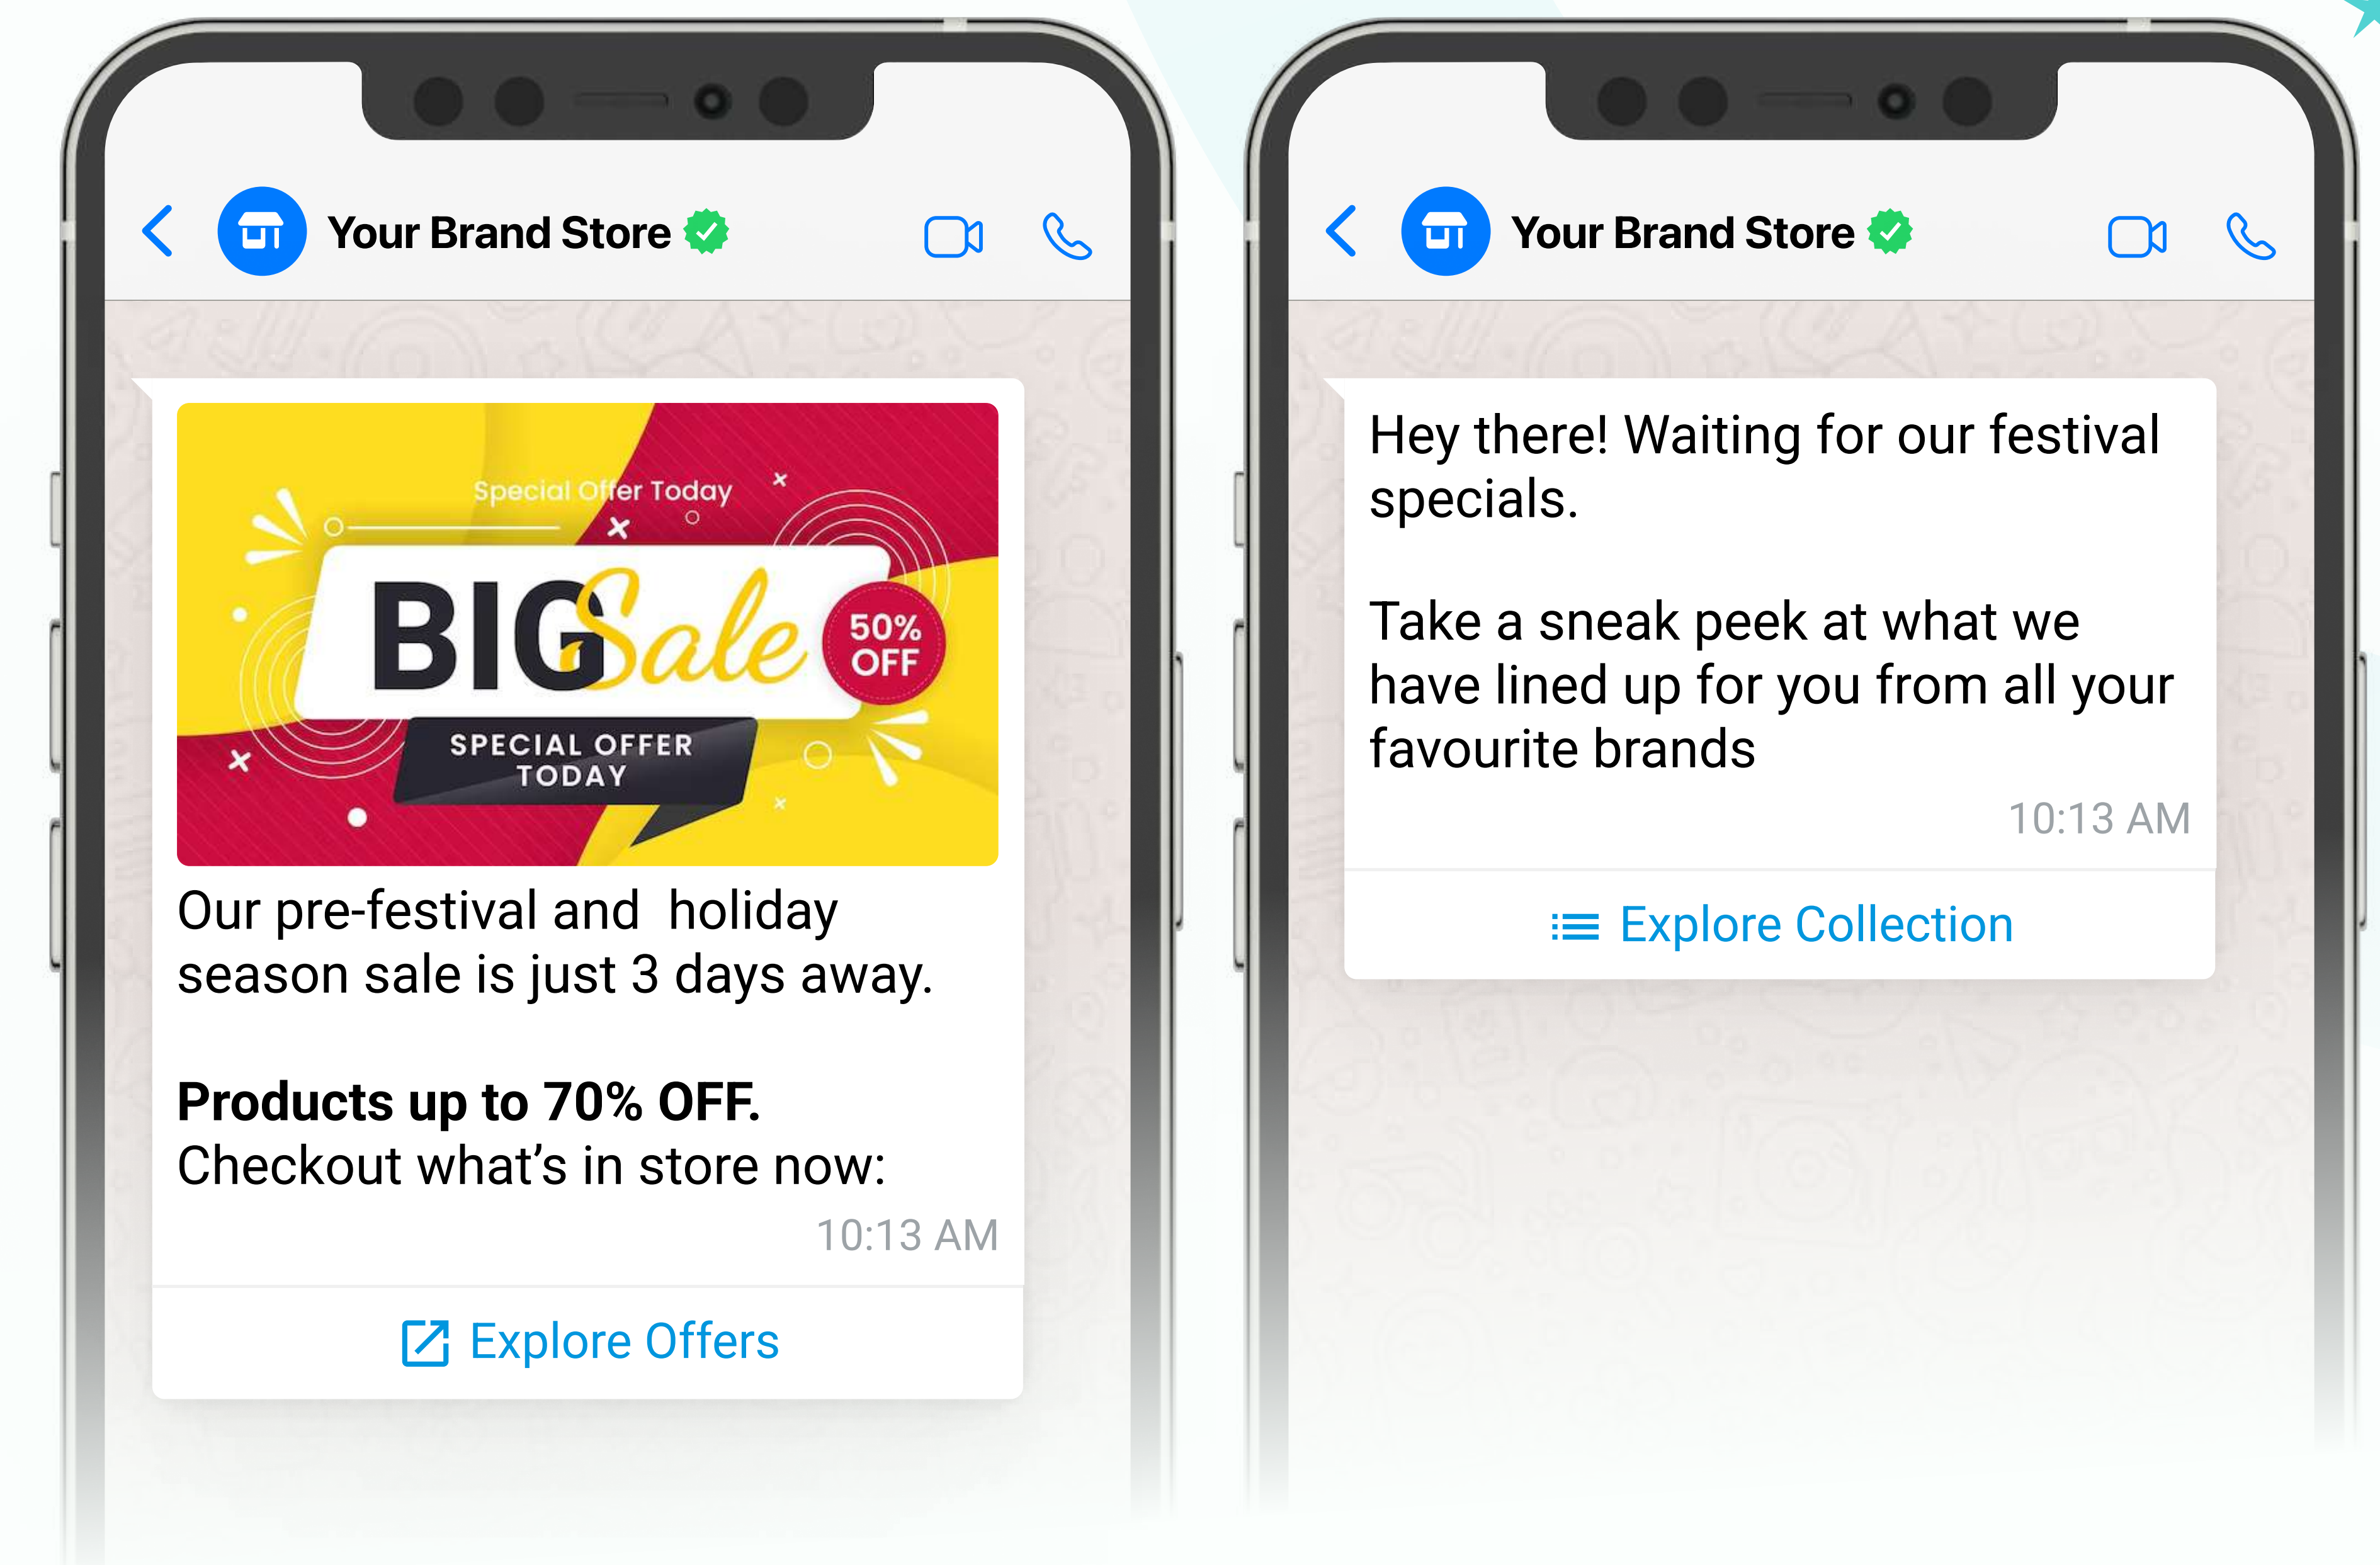 Your Brand Store
Special Offer Today
BIG Sale
50%
OFF
SPECIAL OFFER
TODAY
Our pre-festival and  holiday
season sale is just 3 days away.
Products up to 70% OFF.
Checkout what’s in store now:
10:13 AM
Explore Offers
Your Brand Store
Hey there! Waiting for our festival
specials.
Take a sneak peek at what we
have lined up for you from all your
favourite brands
10:13 AM
Explore Collection